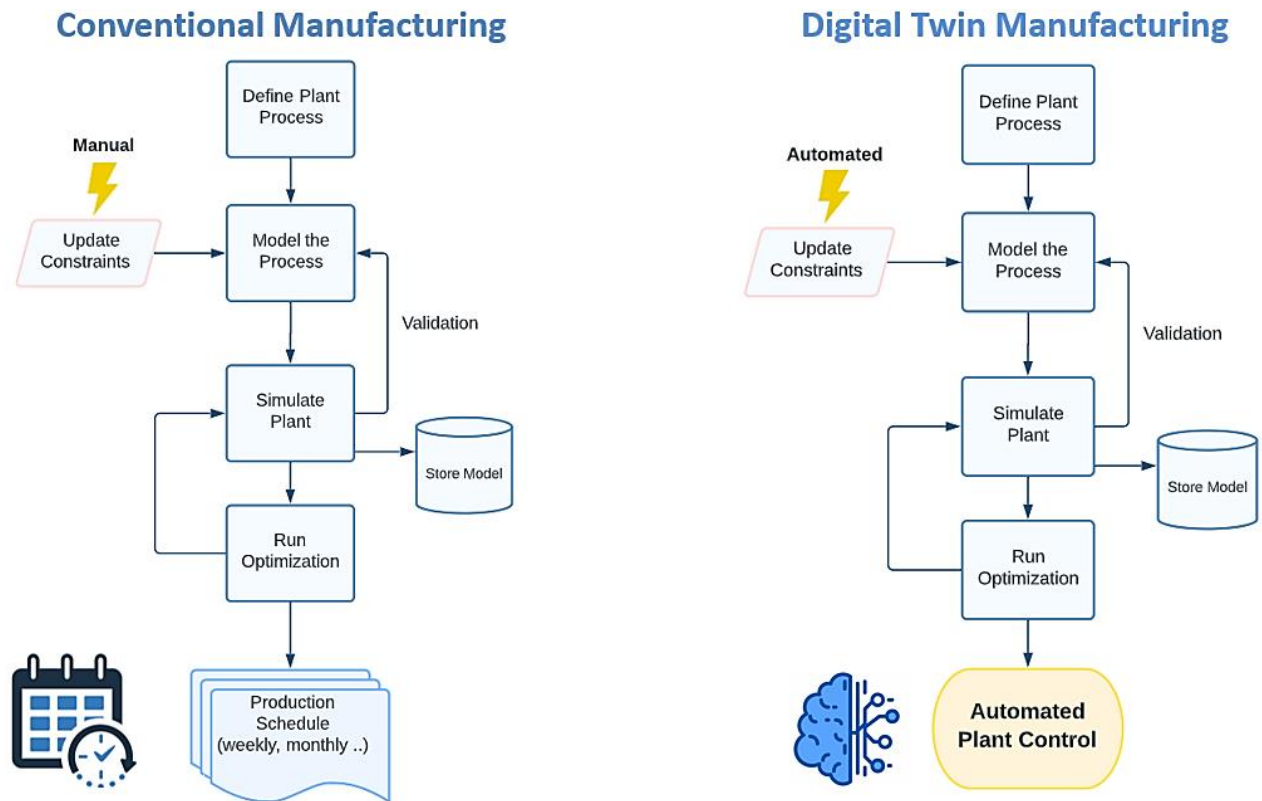 Conventional Manufacturing
Define Plant
Process
Manual
Update
Constraints
Model the
Process
Validation
Simulate
Plant
Store Model
Run
Optimization
Production
Schedule
(weekly, monthly ..)
Digital Twin Manufacturing
Define Plant
Process
Automated
Update
Constraints
Model the
Process
Validation
Simulate
Plant
Store Model
Run
Optimization
Automated
Plant Control